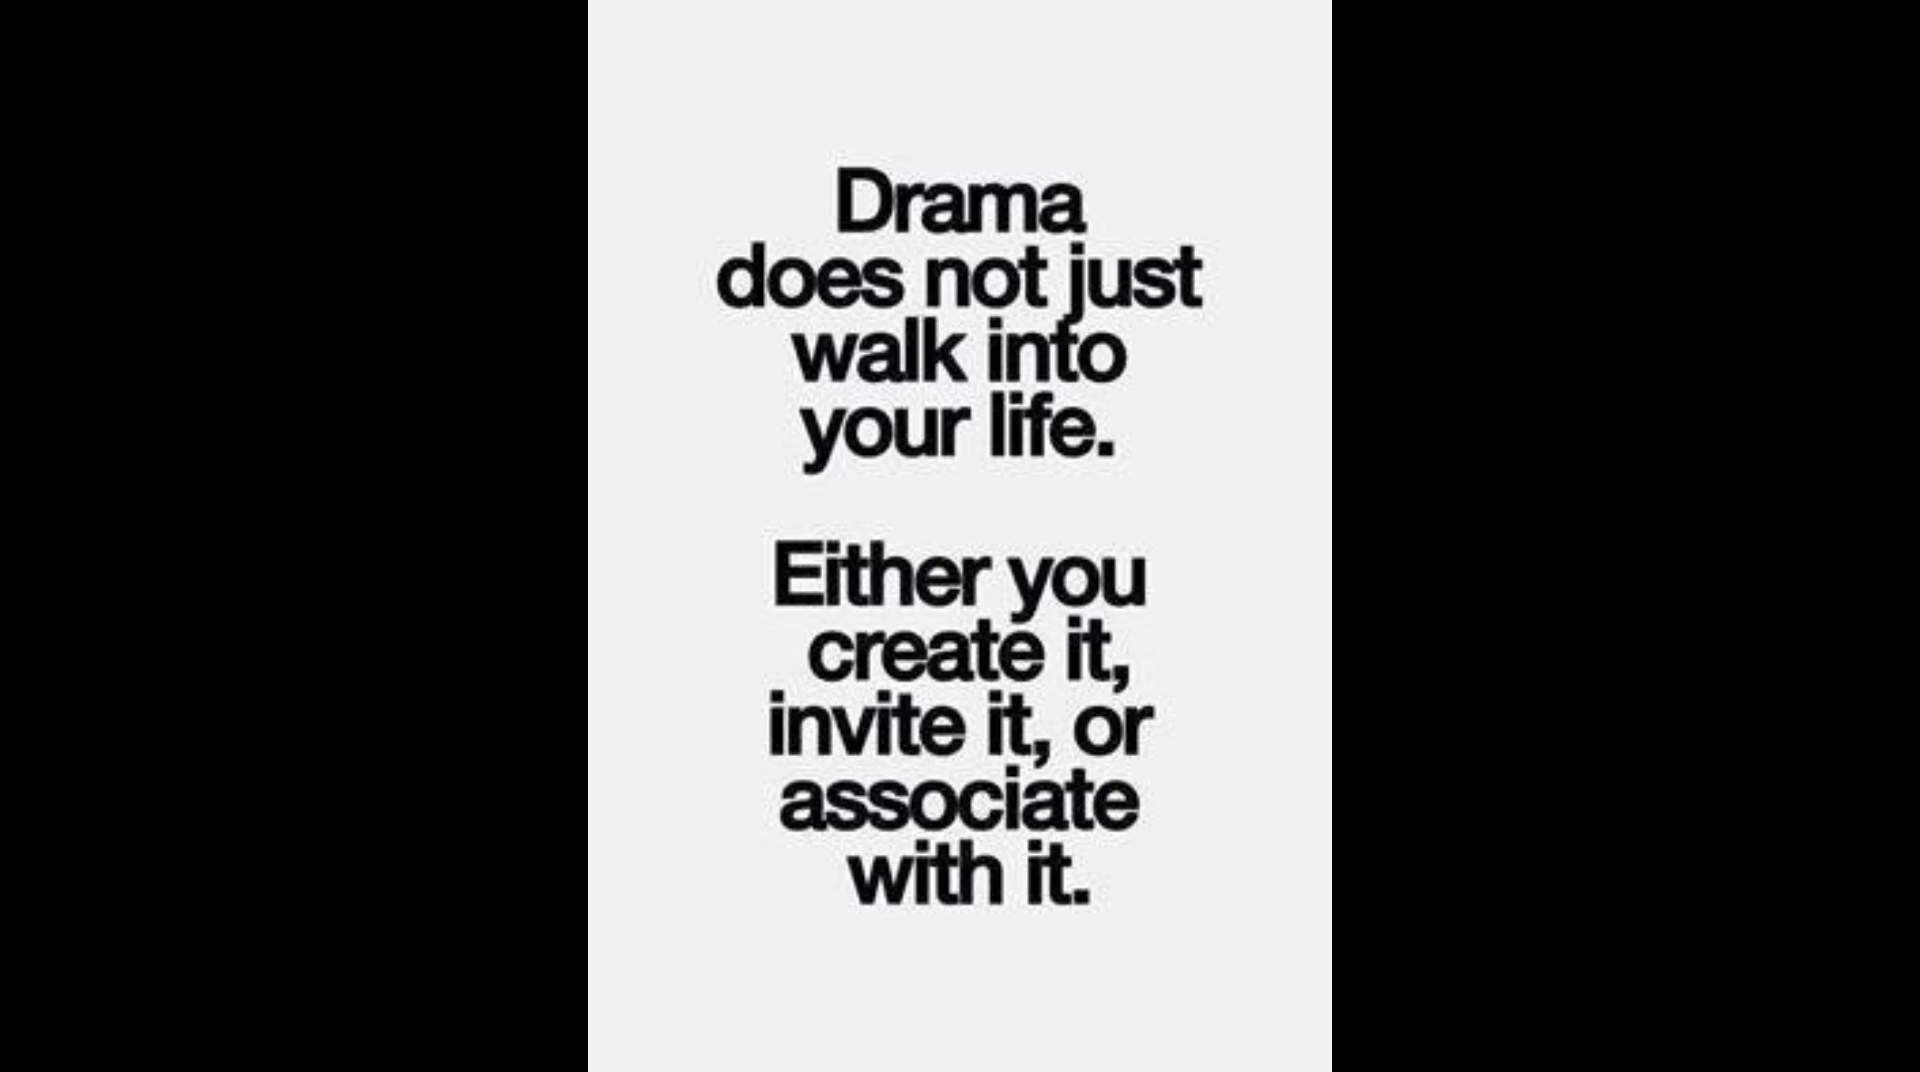 Drama
does not just
walk into
your life.
Either you
create it,
invite it, or
associate
with it.